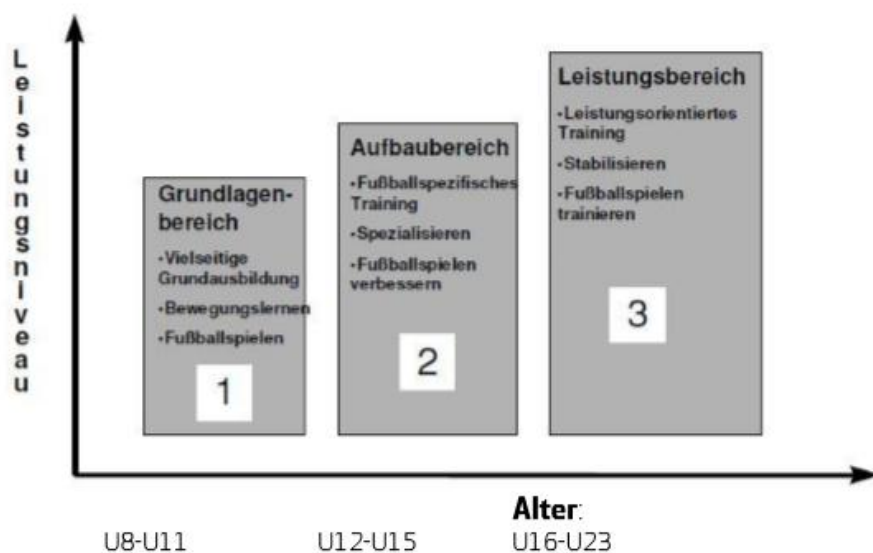 Leistungsniveau
Grundlagen-
bereich
•Vielseitige
Grundausbildung
•Bewegungslernen
•Fußballspielen
1
Aufbaubereich
•Fußballspezifisches
Training
•Spezialisieren
•Fußballspielen
verbessern
2
Leistungsbereich
•Leistungsorientiertes
Training
•Stabilisieren
•Fußballspielen
trainieren
3
Alter:
U8-U11
U12-U15
U16-U23